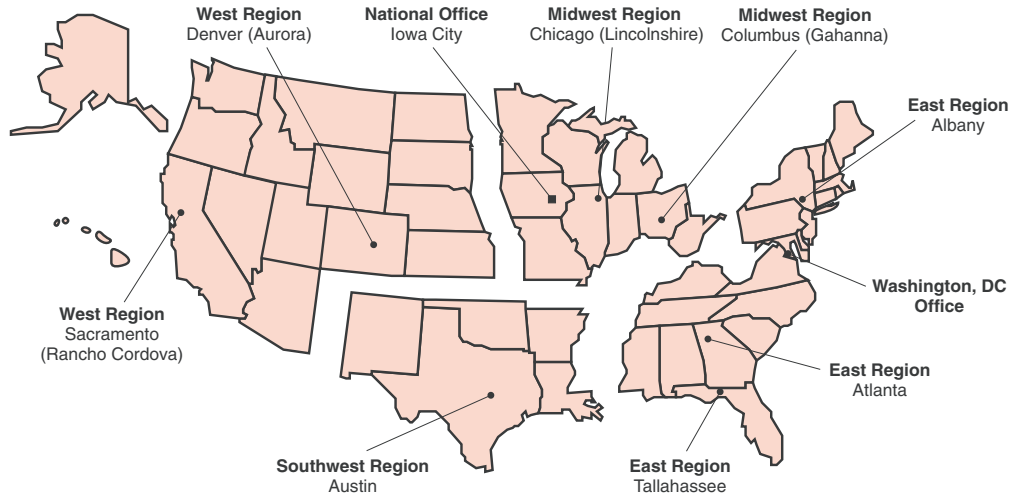 West Region
Denver (Aurora)
National Office
Iowa City
Midwest Region
Chicago (Lincolnshire)
Midwest Region
Columbus (Gahanna)
East Region
Albany
Washington, DC
Office
West Region
Sacramento
(Rancho Cordova)
East Region
Atlanta
Southwest Region
Austin
East Region
Tallahassee